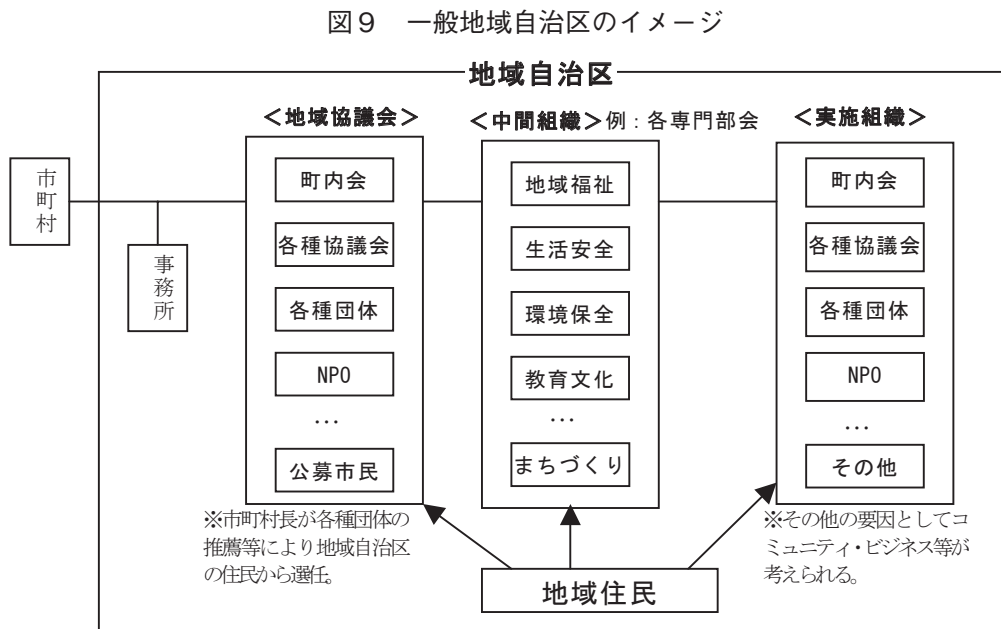 図９　一般地域自治区のイメージ
地域自治区
＜地域協議会＞
＜中間組織＞例：各専門部会
＜実施組織＞
市町村
事務所
町内会
各種協議会
各種団体
NPO
…
公募市民
※市町村長が各種団体の
推薦等により地域自治区
の住民から選任。
地域福祉
生活安全
環境保全
教育文化
…
まちづくり
町内会
各種協議会
各種団体
NPO
…
その他
※その他の要因としてコ
ミュニティ・ビジネス等が
考えられる。
地域住民